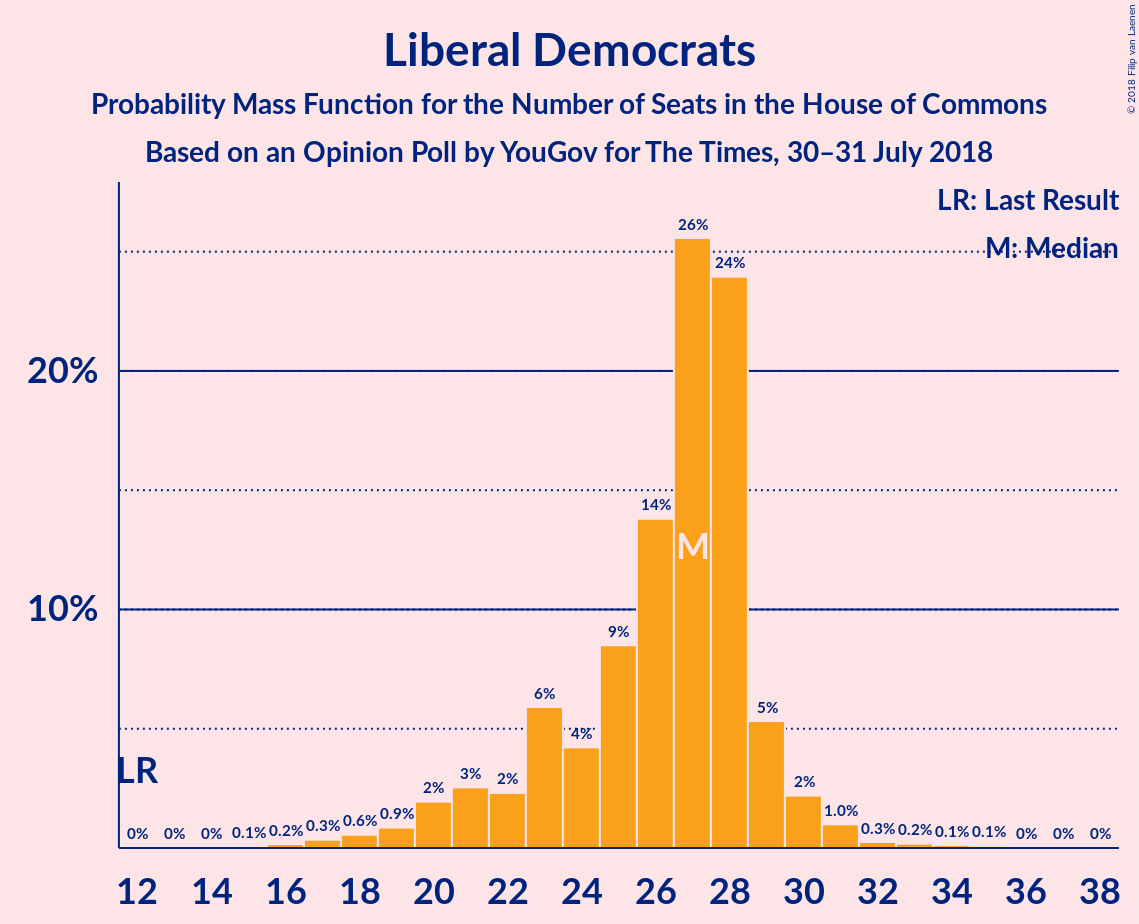 Liberal Democrats
Probability Mass Function for the Number of Seats in the House of Commons
Based on an Opinion Poll by YouGov for The Times, 30–31 July 2018
© 2018 Filip van Laenen
LR: Last Result
M: Median
20%
10%
LR
M
0% 0% 0% 0.1% 0.2% 0.3% 0.6% 0.9% 2% 3% 2% 6% 4% 9% 14% 26% 24% 5% 2% 1.0% 0.3% 0.2% 0.1% 0.1% 0% 0% 0%
12 14 16 18 20 22 24 26 28 30 32 34 36 38